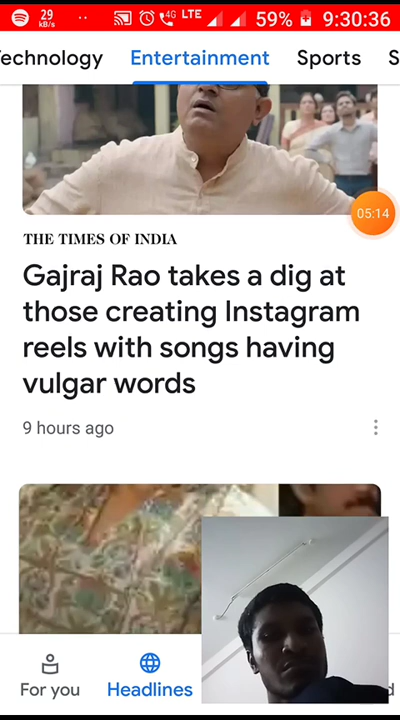 29
kB/s
4G
LTE
59%
9:30:36
echnology
Entertainment
Sports
S
05:14
THE TIMES OF INDIA
Gajraj Rao takes a dig at
those creating Instagram
reels with songs having
vulgar words
9 hours ago
For you
Headlines
d